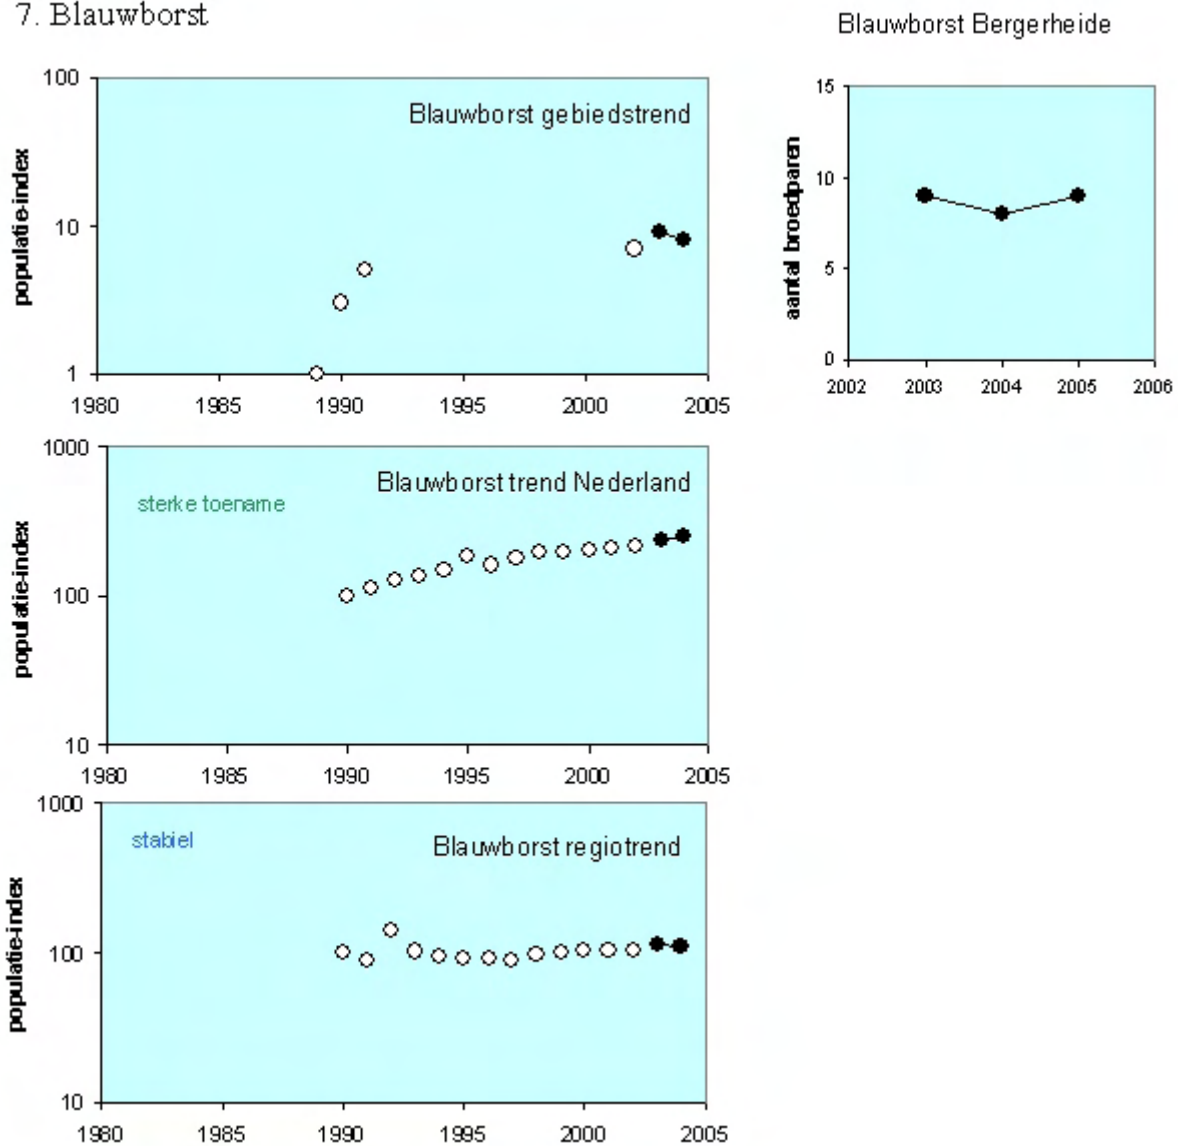 7. Blauwborst
Blauwborst gebiedstrend
populatie-index
100
10
1
1980 1985 1990 1995 2000 2005
Blauwborst Bergerheide
aantal broedparen
15
10
5
0
2002 2003 2004 2005 2006
Blauwborst trend Nederland
sterke toename
populatie-index
1000
100
10
1980 1985 1990 1995 2000 2005
Blauwborst regiotrend
stabiel
populatie-index
1000
100
10
1980 1985 1990 1995 2000 2005